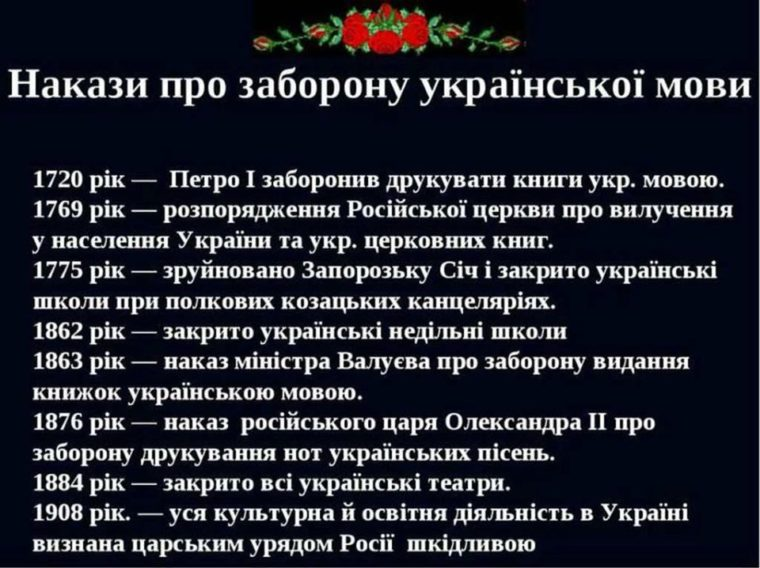 Накази про заборону української мови
1720 рік — Петро І заборонив друкувати книги укр. мовою.
1769 рік — розпорядження Російської церкви про вилучення
у населення України та укр. церковних книг.
1775 рік — зруйновано Запорозьку Січ і закрито українські
школи при полкових козацьких канцеляріях.
1862 рік — закрито українські недільні школи
1863 рік — наказ міністра Валуєва про заборону видання
книжок українською мовою.
1876 рік — наказ російського царя Олександра ІІ про
заборону друкування нот українських пісень.
1884 рік — закрито всі українські театри.
1908 рік. — уся культурна й освітня діяльність в Україні
визнана царським урядом Росії шкідливою